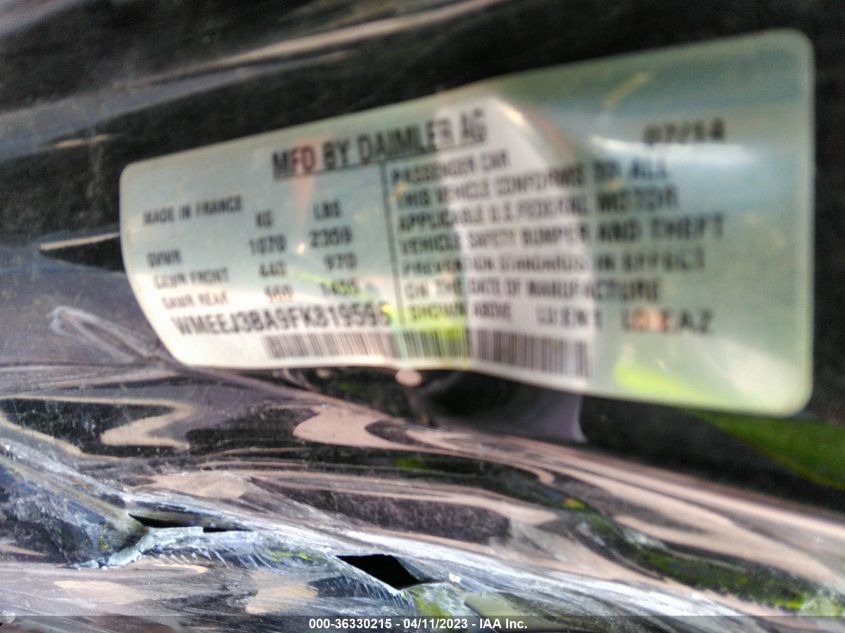 07/14
MFD BY DAIMLER AG
MADE IN FRANCE
KG LBS
GVWR 1070 2359
GAWR FRONT 440 970
GAWR REAR 660 1455
PASSENGER CAR
THIS VEHICLE CONFORMS TO ALL
APPLICABLE U.S. FEDERAL MOTOR
VEHICLE SAFETY BUMPER AND THEFT
PREVENTION STANDARDS IN EFFECT
ON THE DATE OF MANUFACTURE
SHOWN ABOVE
000-36330215 - 04/11/2023 - IAA Inc.